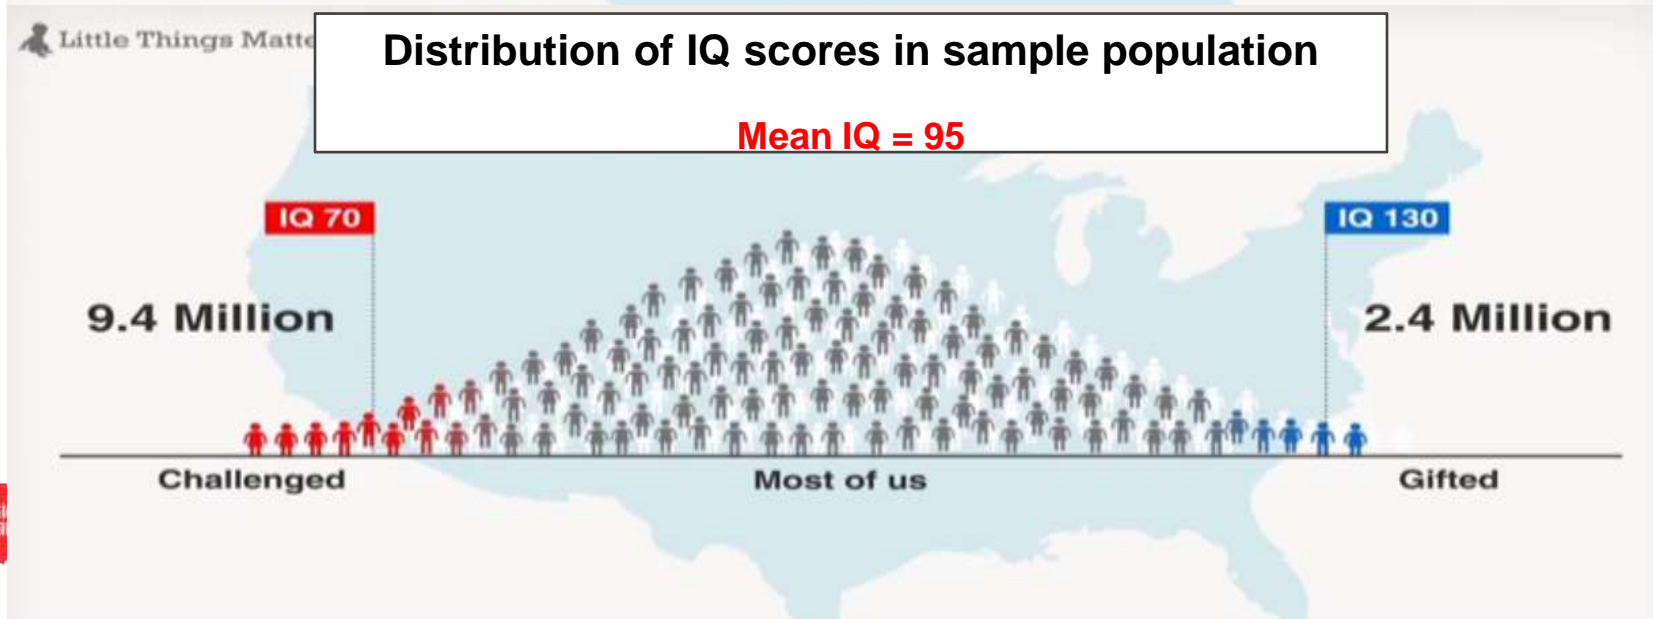 Little Things Matte
Distribution of IQ scores in sample population
Mean IQ = 95
IQ 70
IQ 130
9.4 Million
2.4 Million
Challenged
Most of us
Gifted